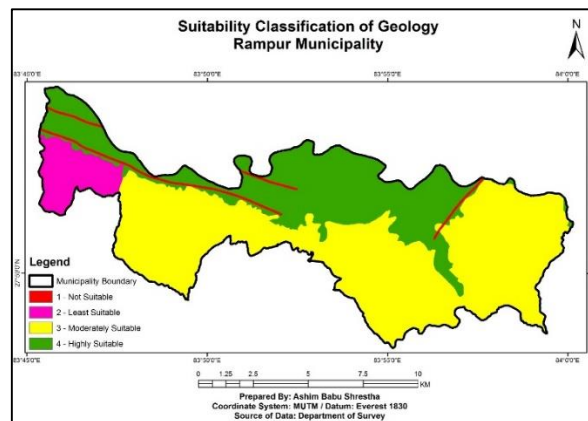 Suitability Classification of Geology
Rampur Municipality
N
83°40'0"E
83°50'0"E
83°55'0"E
84°0'0"E
Legend
Municipality Boundary
1 - Not Suitable
2 - Least Suitable
3 - Moderately Suitable
4 - Highly Suitable
83°45'0"E
83°50'0"E
83°55'0"E
84°0'0"E
0 1.25 2.5 5 7.5 10
KM
Prepared By: Ashim Babu Shrestha
Coordinate System: MUTM / Datum: Everest 1830
Source of Data: Department of Survey